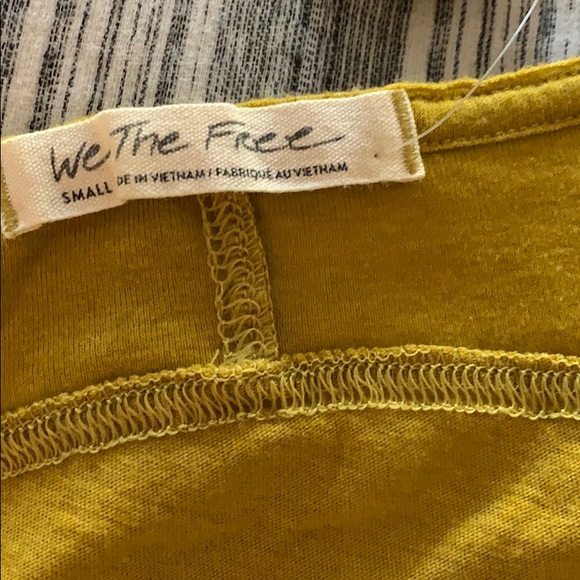 We The Free
SMALL DE IN VIETNAM / FABRIQUÉ AU VIETNAM